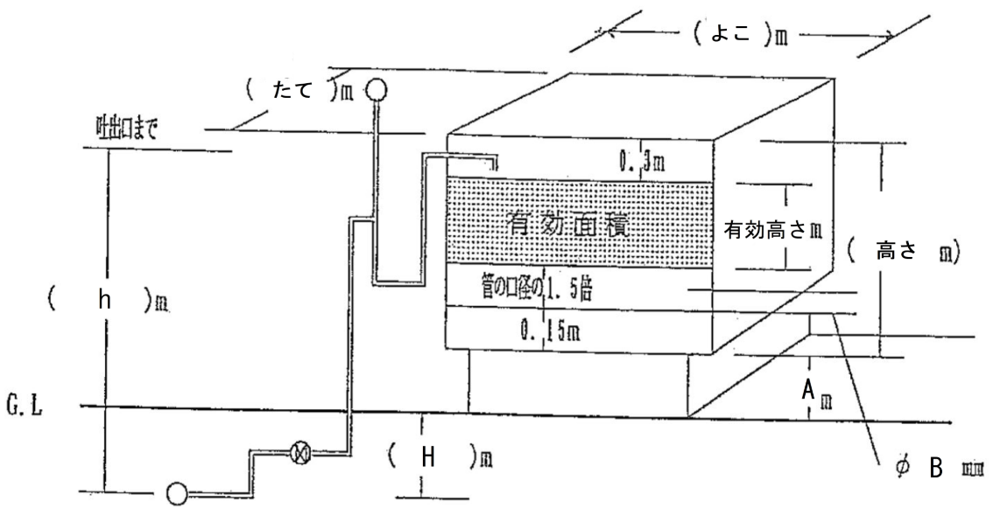 ( よこ )m
( たて )m
吐出口まで
0.3m
有効面積
有効高さm
( 高さ m)
管の口径の1.5倍
( h )m
0.15m
G.L
Am
( H )m
φ B mm